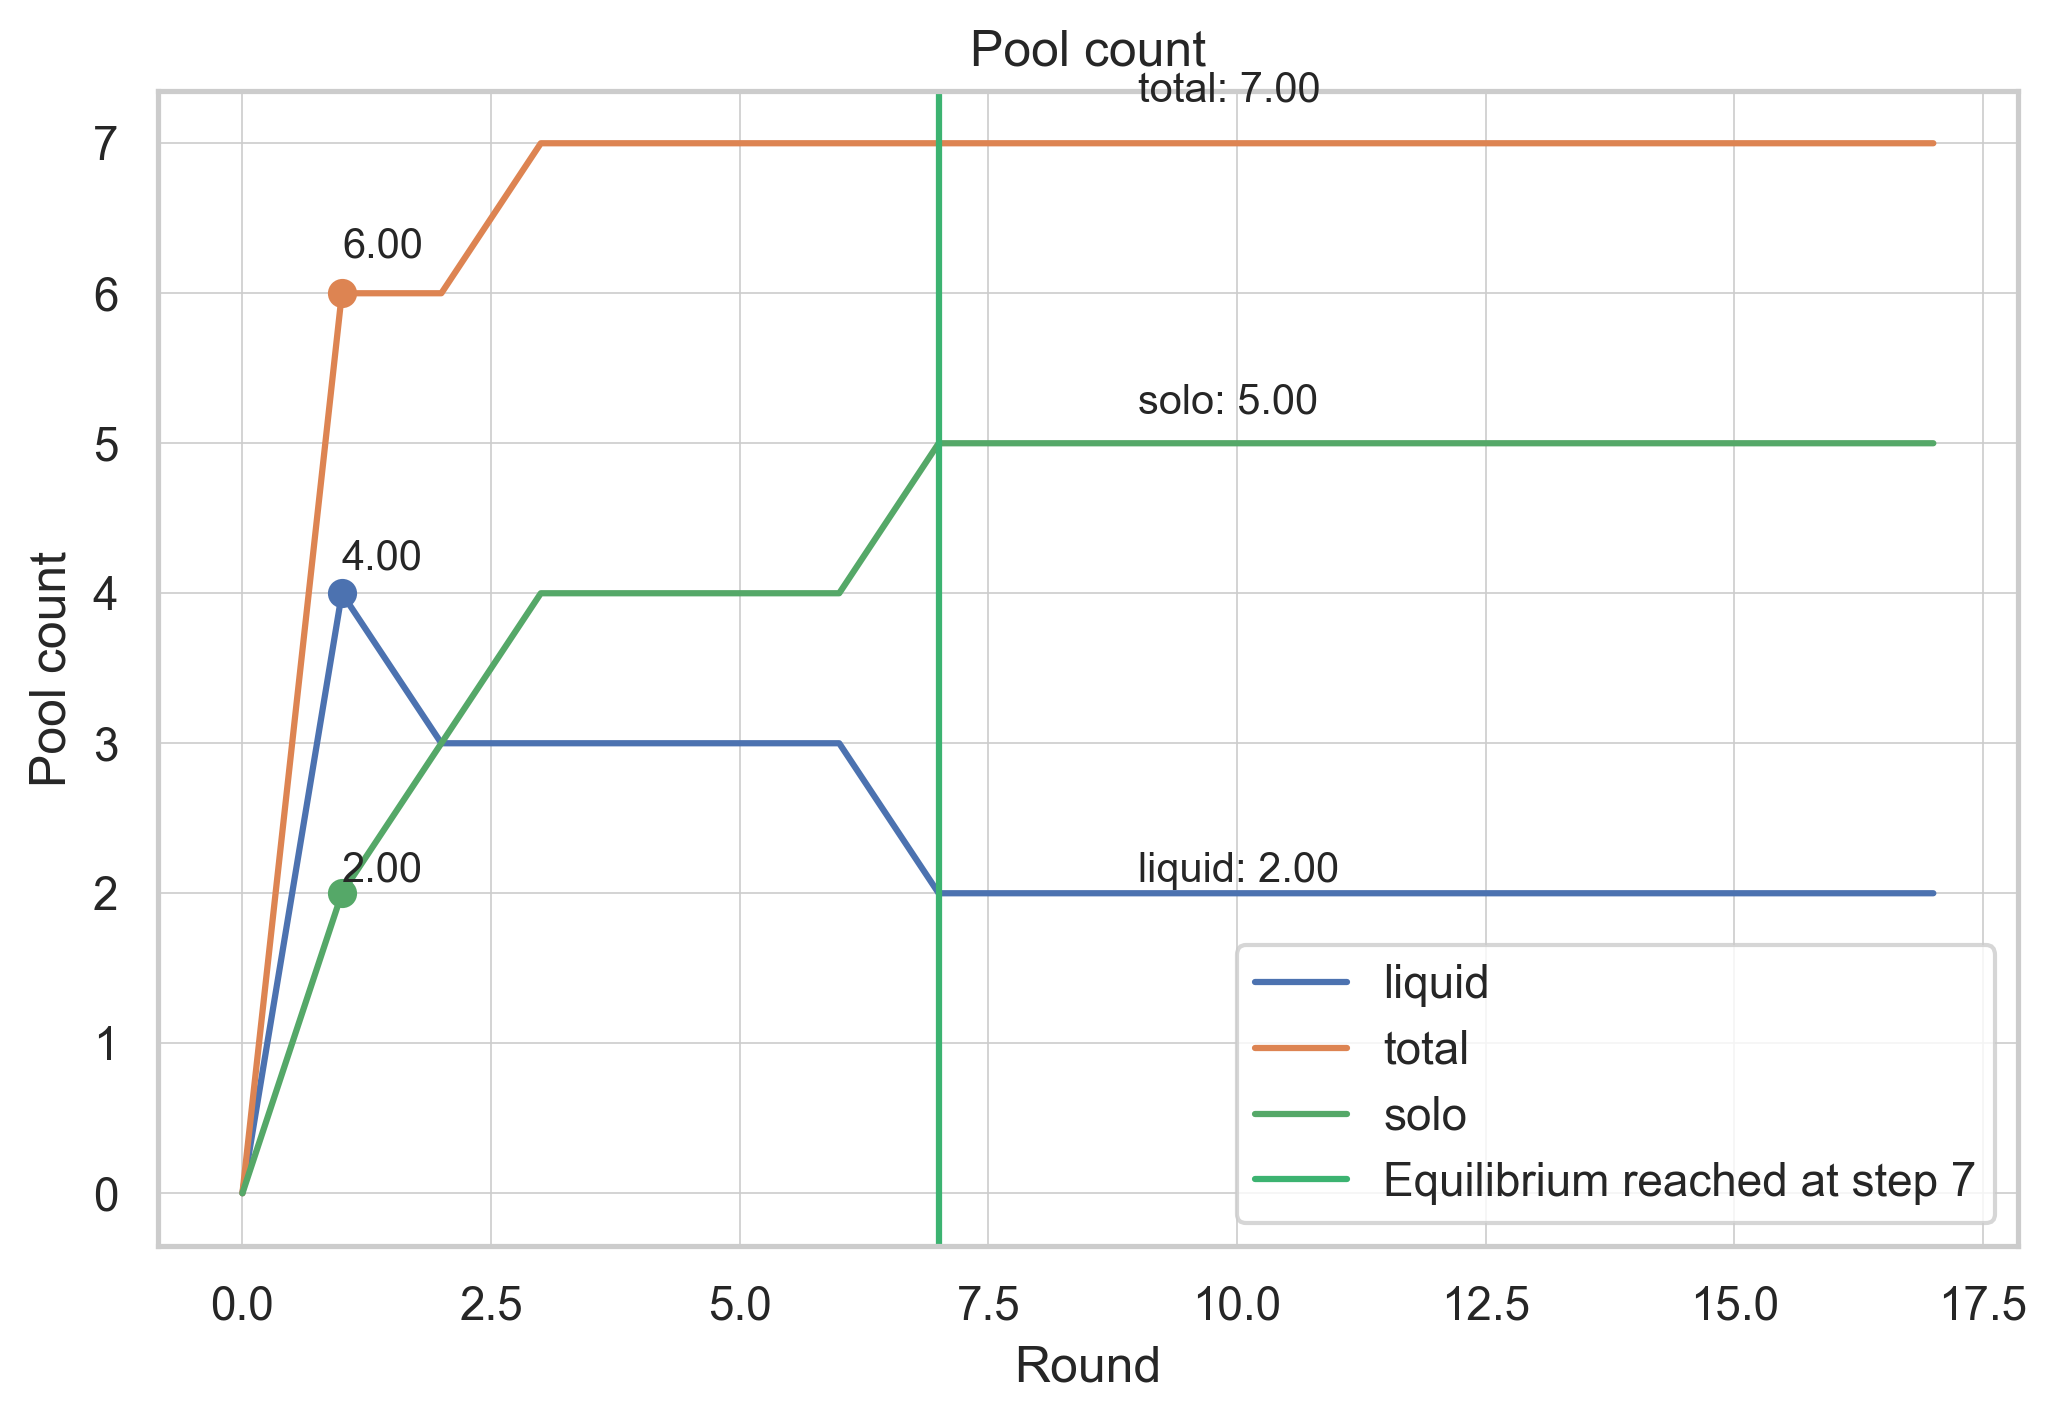 Pool count
total: 7.00
7
6.00
6
solo: 5.00
5
4.00
4
Pool count
3
2.00
liquid: 2.00
2
liquid
total
1
solo
Equilibrium reached at step 7
0
0.0 2.5 5.0 7.5 10.0 12.5 15.0 17.5
Round